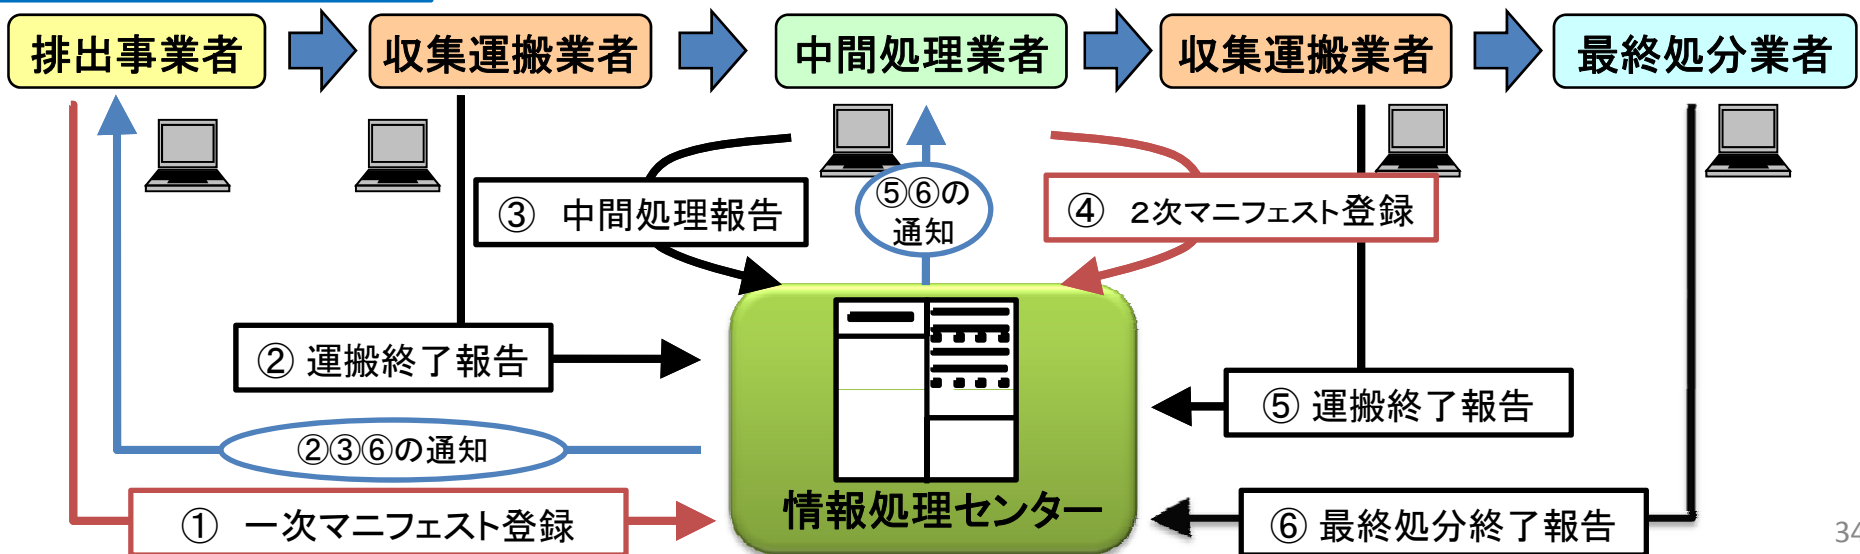 排出事業者
収集運搬業者
中間処理業者
収集運搬業者
最終処分業者
③ 中間処理報告
⑤⑥の
通知
④ 2次マニフェスト登録
② 運搬終了報告
⑤ 運搬終了報告
②③⑥の通知
① 一次マニフェスト登録
情報処理センター
⑥ 最終処分終了報告
34